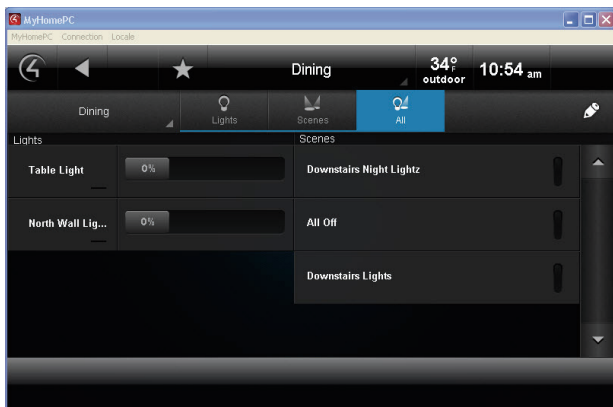 MyHomePC
MyHomePC Connection Locale
Dining 34°F outdoor 10:54 am
Dining Lights Scenes All
Lights Scenes
Table Light 0% Downstairs Night Lightz
North Wall Lig... 0% All Off
Downstairs Lights